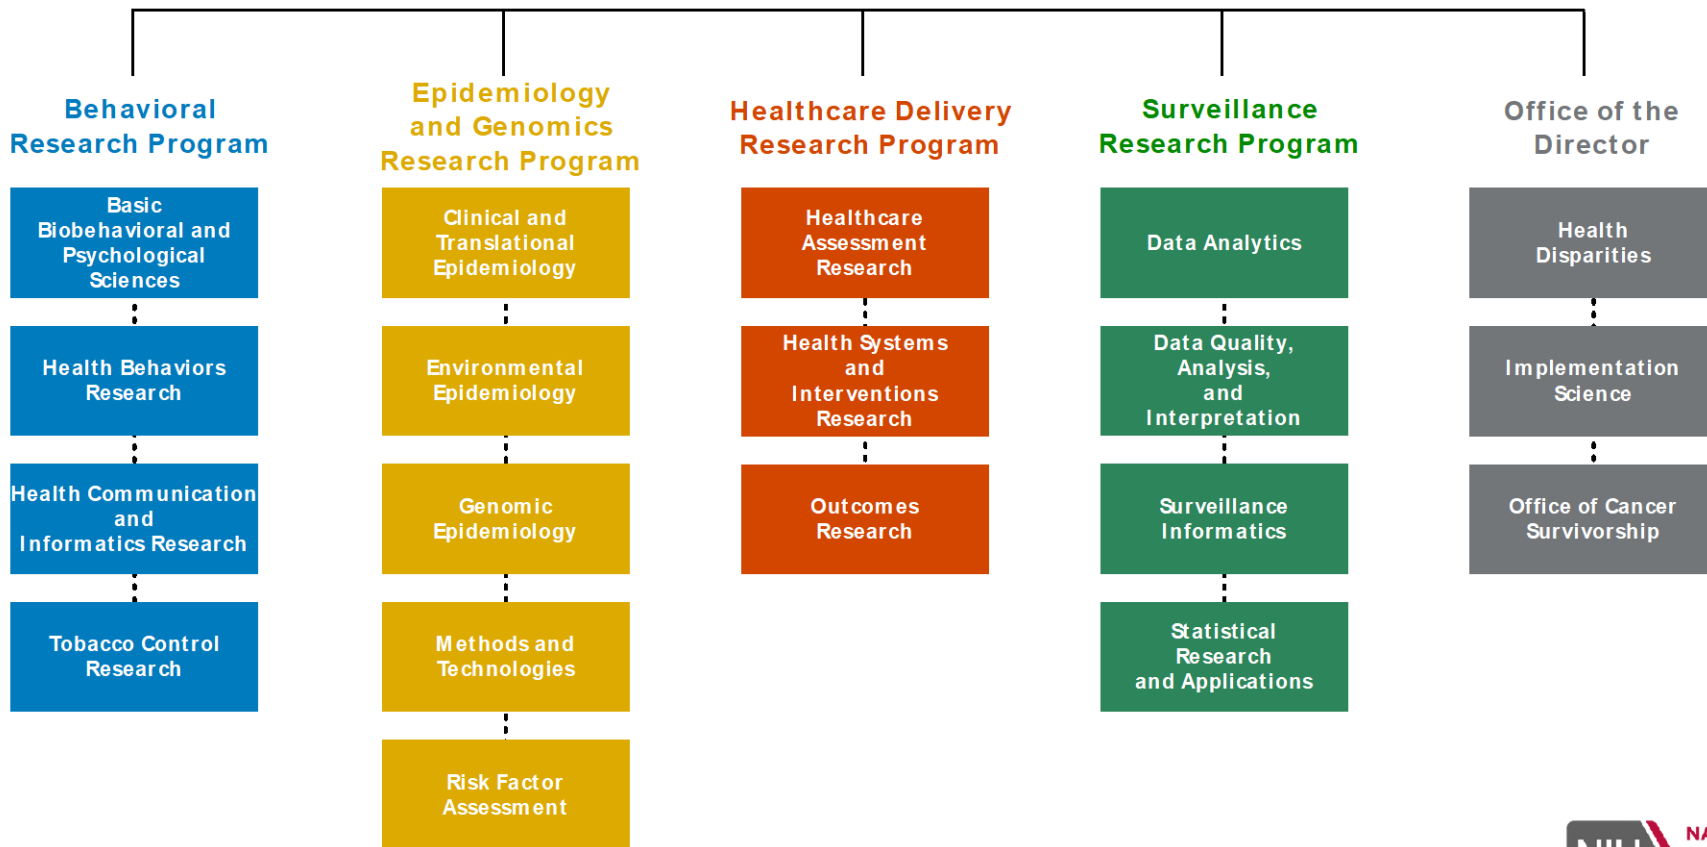 Behavioral
Research Program
Basic
Biobehavioral and
Psychological
Sciences
Health Behaviors
Research
Health Communication
and
Informatics Research
Tobacco Control
Research
Epidemiology
and Genomics
Research Program
Clinical and
Translational
Epidemiology
Environmental
Epidemiology
Genomic
Epidemiology
Methods and
Technologies
Risk Factor
Assessment
Healthcare Delivery
Research Program
Healthcare
Assessment
Research
Health Systems
and
Interventions
Research
Outcomes
Research
Surveillance
Research Program
Data Analytics
Data Quality,
Analysis,
and
Interpretation
Surveillance
Informatics
Statistical
Research
and Applications
Office of the
Director
Health
Disparities
Implementation
Science
Office of Cancer
Survivorship
NIH
NA